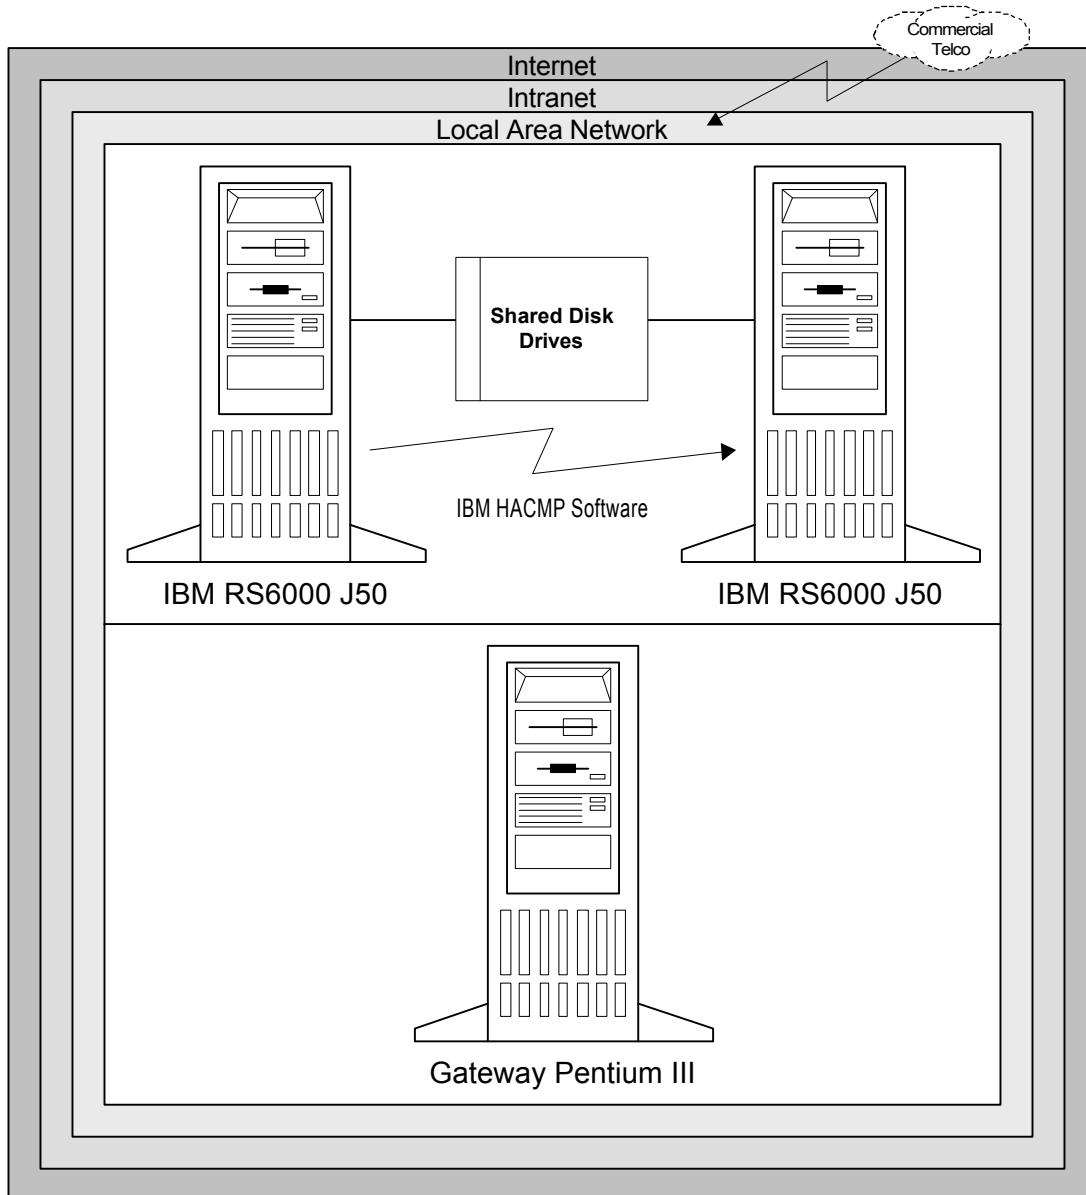 Commercial
Telco
Internet
Intranet
Local Area Network
Shared Disk
Drives
IBM HACMP Software
IBM RS6000 J50
IBM RS6000 J50
Gateway Pentium III